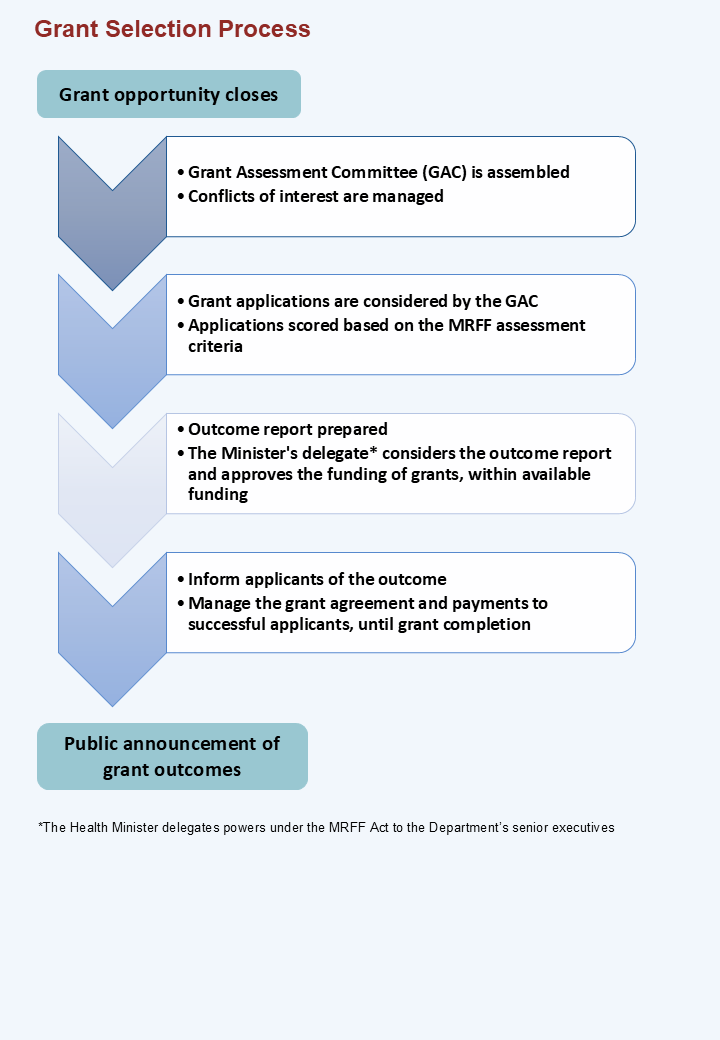 Grant Selection Process
Grant opportunity closes
• Grant Assessment Committee (GAC) is assembled
• Conflicts of interest are managed
• Grant applications are considered by the GAC
• Applications scored based on the MRFF assessment
criteria
• Outcome report prepared
• The Minister's delegate* considers the outcome report
and approves the funding of grants, within available
funding
• Inform applicants of the outcome
• Manage the grant agreement and payments to
successful applicants, until grant completion
Public announcement of
grant outcomes
*The Health Minister delegates powers under the MRFF Act to the Department’s senior executives